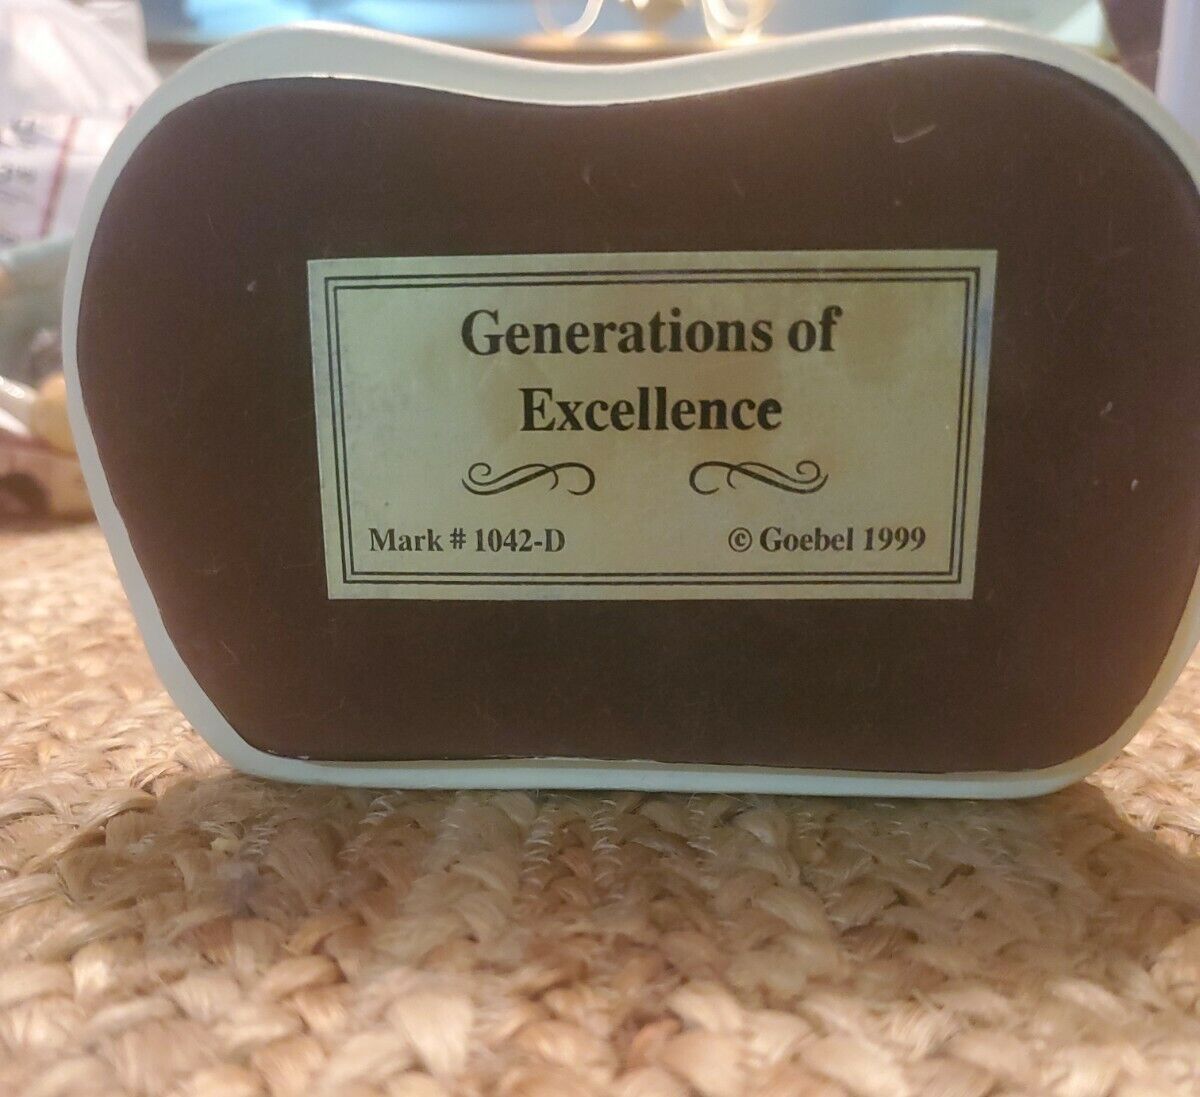 Generations of
Excellence
Mark # 1042-D
© Goebel 1999